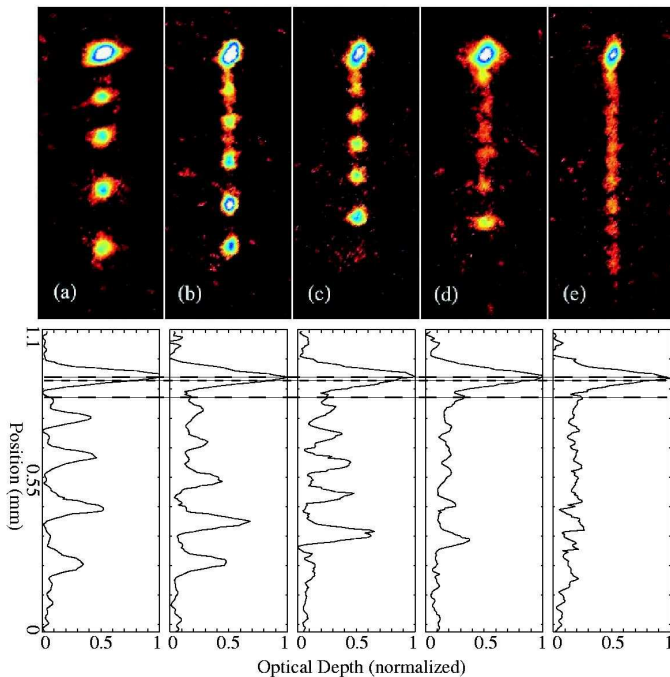 (a) (b) (c) (d) (e)
1.1
Position (mm)
0.55
0
0 0.5 1 0 0.5 1 0 0.5 1 0 0.5 1 0 0.5 1
Optical Depth (normalized)